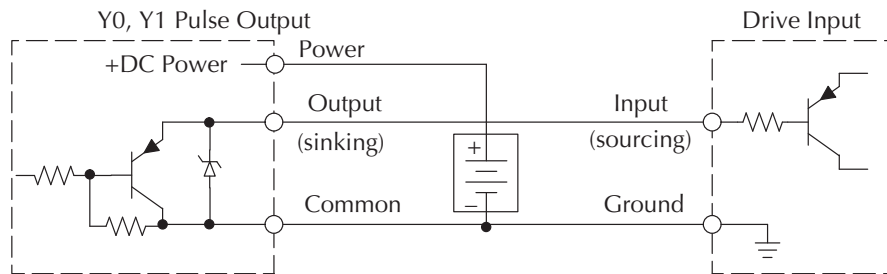 Y0, Y1 Pulse Output
Drive Input
+DC Power
Power
Output
(sinking)
Input
(sourcing)
+
–
Common
Ground